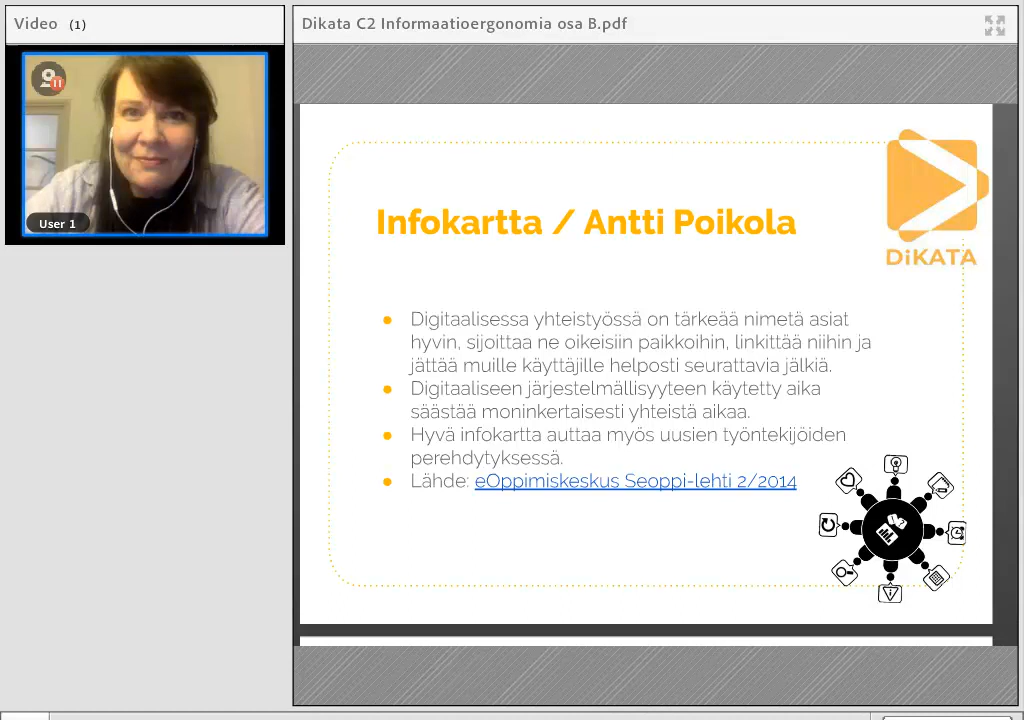 Video (1)
Dikata C2 Informaatioergonomia osa B.pdf
User 1
DiKATA
Infokartta / Antti Poikola
● Digitaalisessa yhteistyössä on tärkeää nimetä asiat
hyvin, sijoittaa ne oikeisiin paikkoihin, linkittää niihin ja
jättää muille käyttäjille helposti seurattavia jälkiä.
● Digitaaliseen järjestelmällisyyteen käytetty aika
säästää moninkertaisesti yhteistä aikaa.
● Hyvä infokartta auttaa myös uusien työntekijöiden
perehdytyksessä.
● Lähde: eOppimiskeskus Seoppi-lehti 2/2014